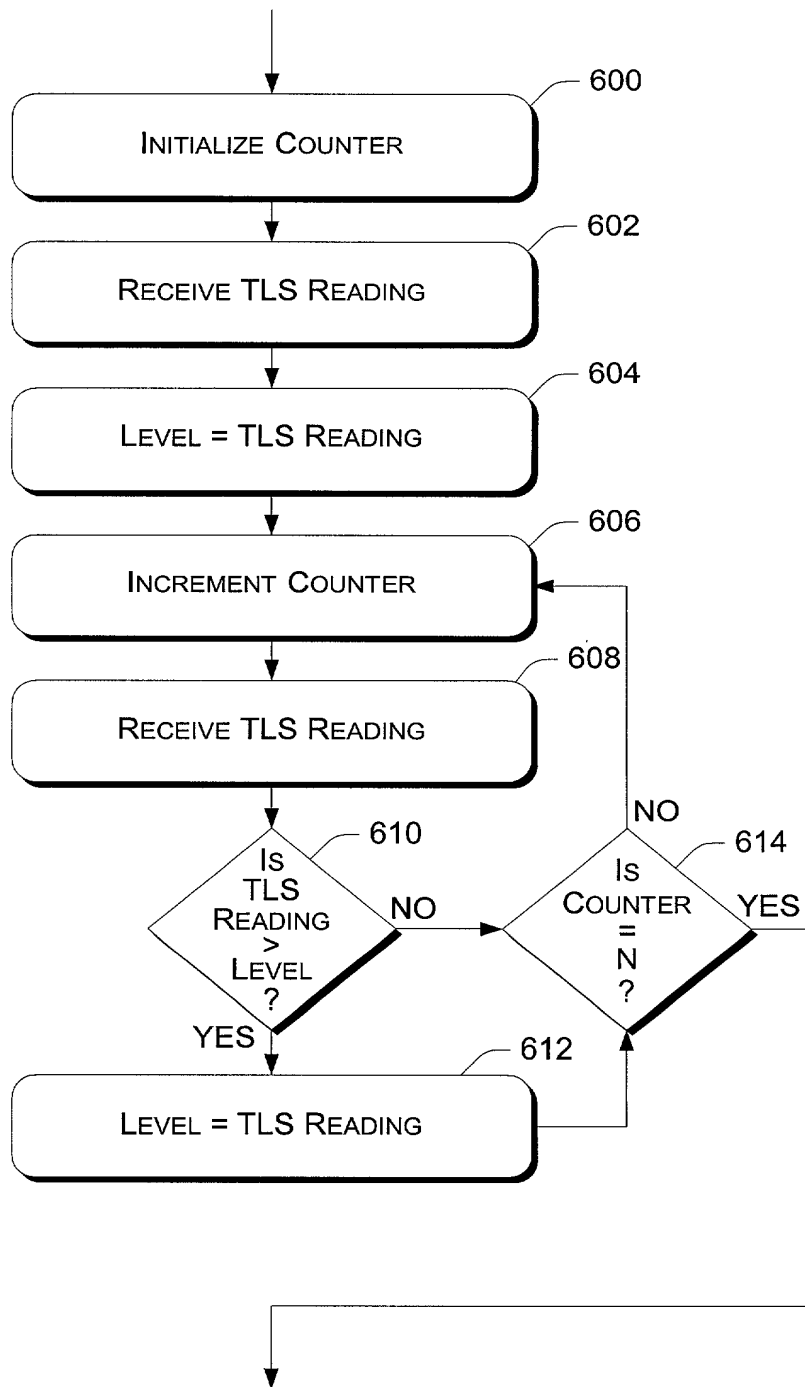 600
INITIALIZE COUNTER
602
RECEIVE TLS READING
604
LEVEL = TLS READING
606
INCREMENT COUNTER
608
RECEIVE TLS READING
610
IS
TLS
READING
>
LEVEL
?
NO
YES
NO
614
IS
COUNTER
=
N
?
YES
612
LEVEL = TLS READING